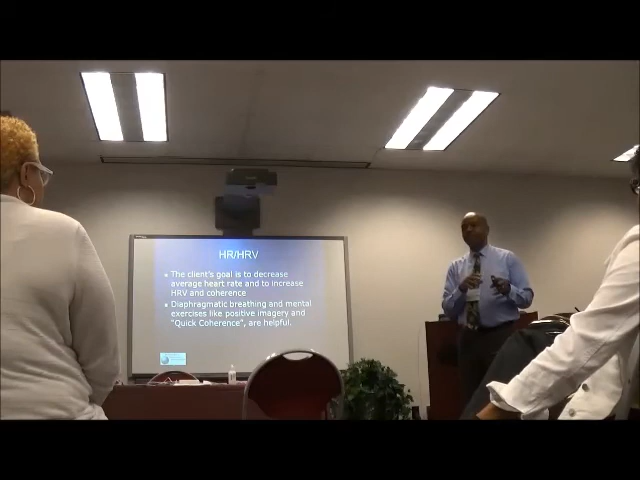 HR/HRV
The client's goal is to decrease
average heart rate and to increase
HRV and coherence
Diaphragmatic breathing and mental
exercises like positive imagery and
"Quick Coherence", are helpful.